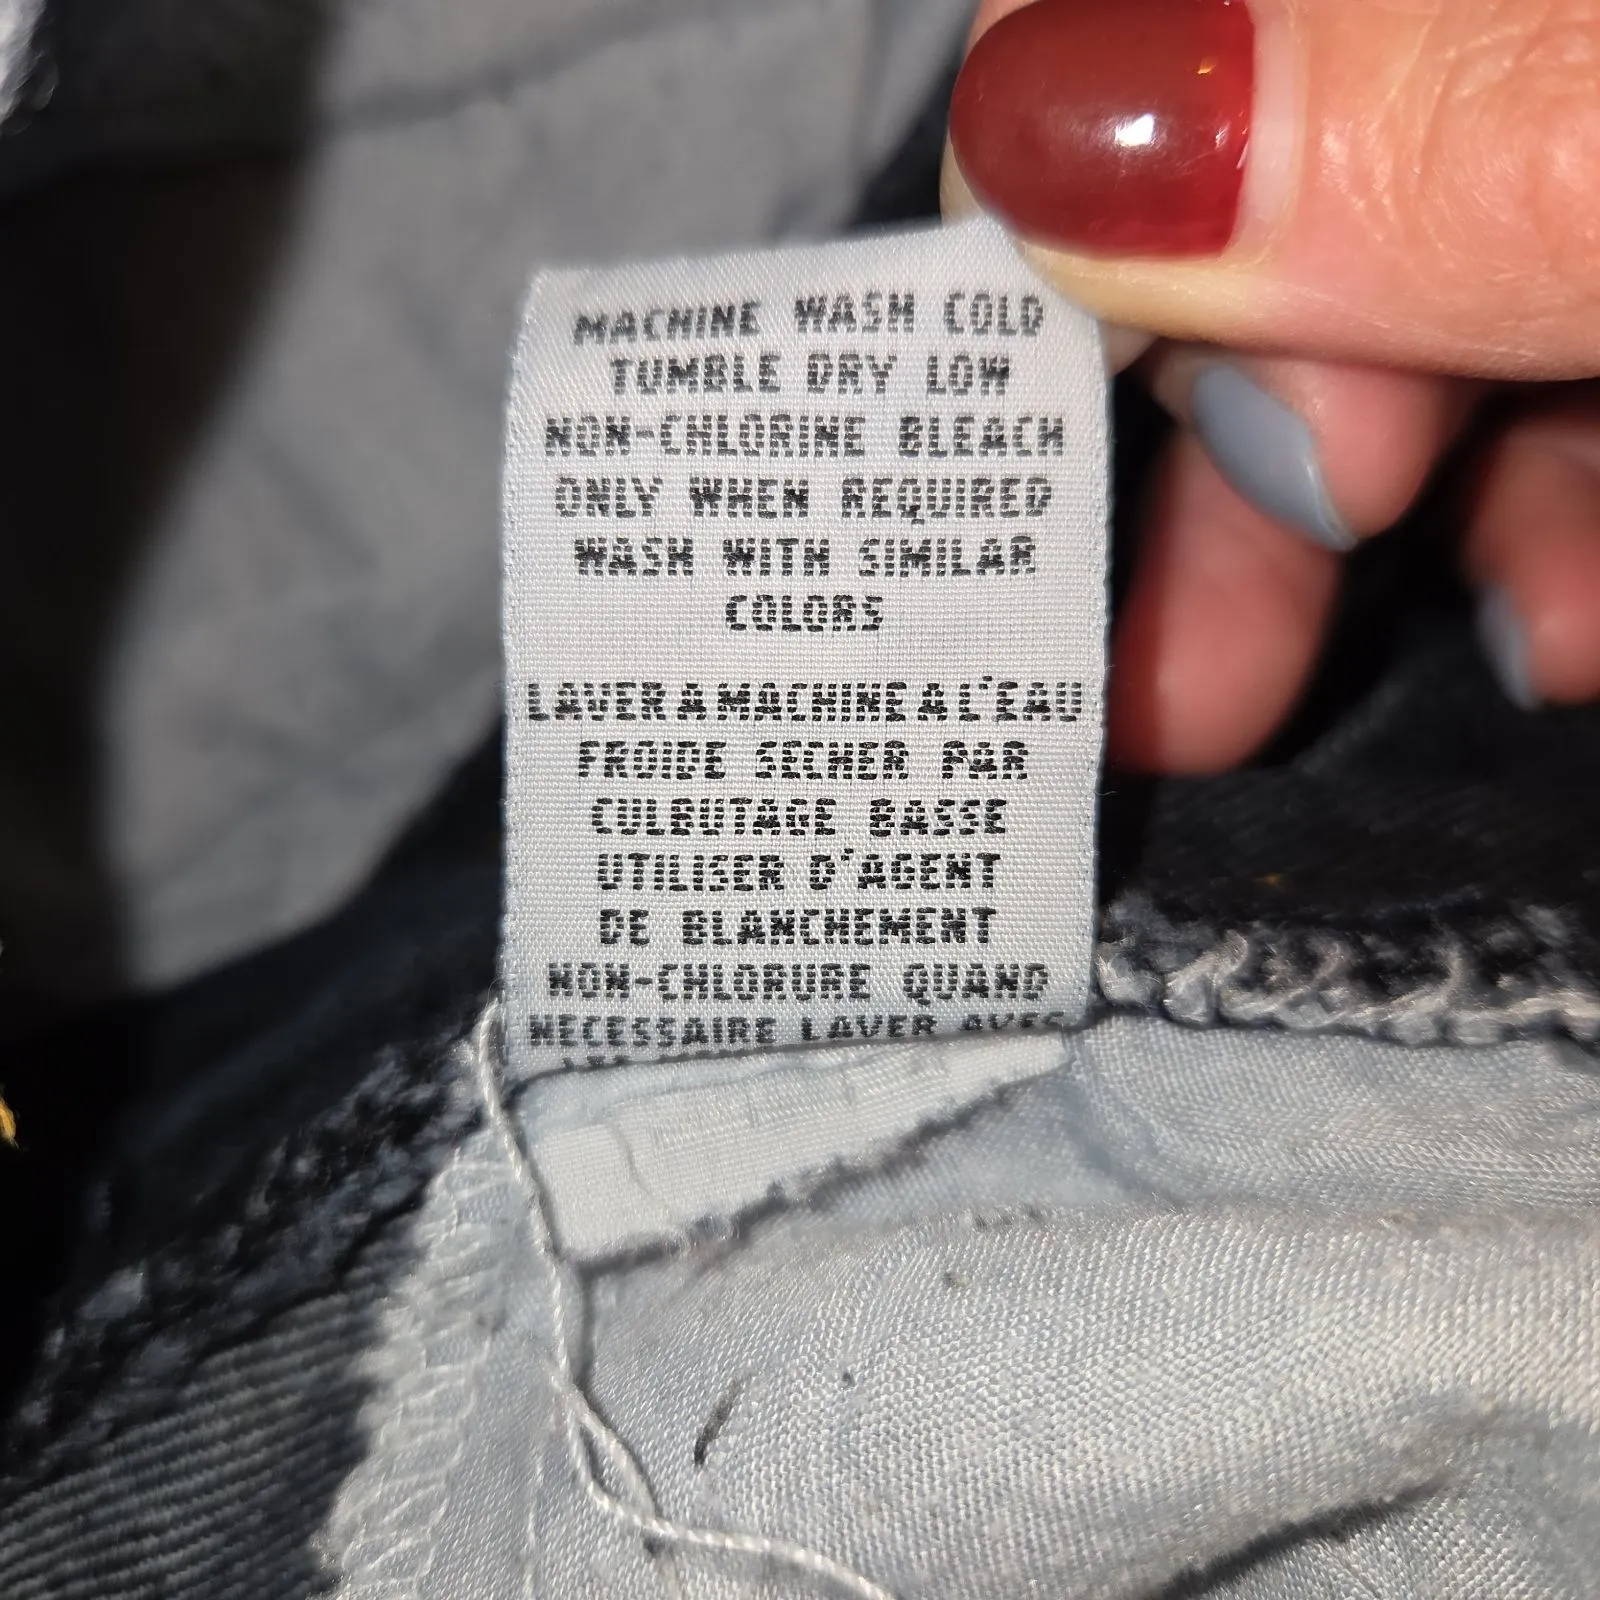 MACHINE WASH COLD
TUMBLE DRY LOW
NON-CHLORINE BLEACH
ONLY WHEN REQUIRED
WASH WITH SIMILAR
COLORS
LAVER A MACHINE A L'EAU
FROIDE SECHER PAR
CULBUTAGE BASSE
UTILISER D'AGENT
DE BLANCHEMENT
NON-CHLORURE QUAND
NECESSAIRE LAVER AVEC